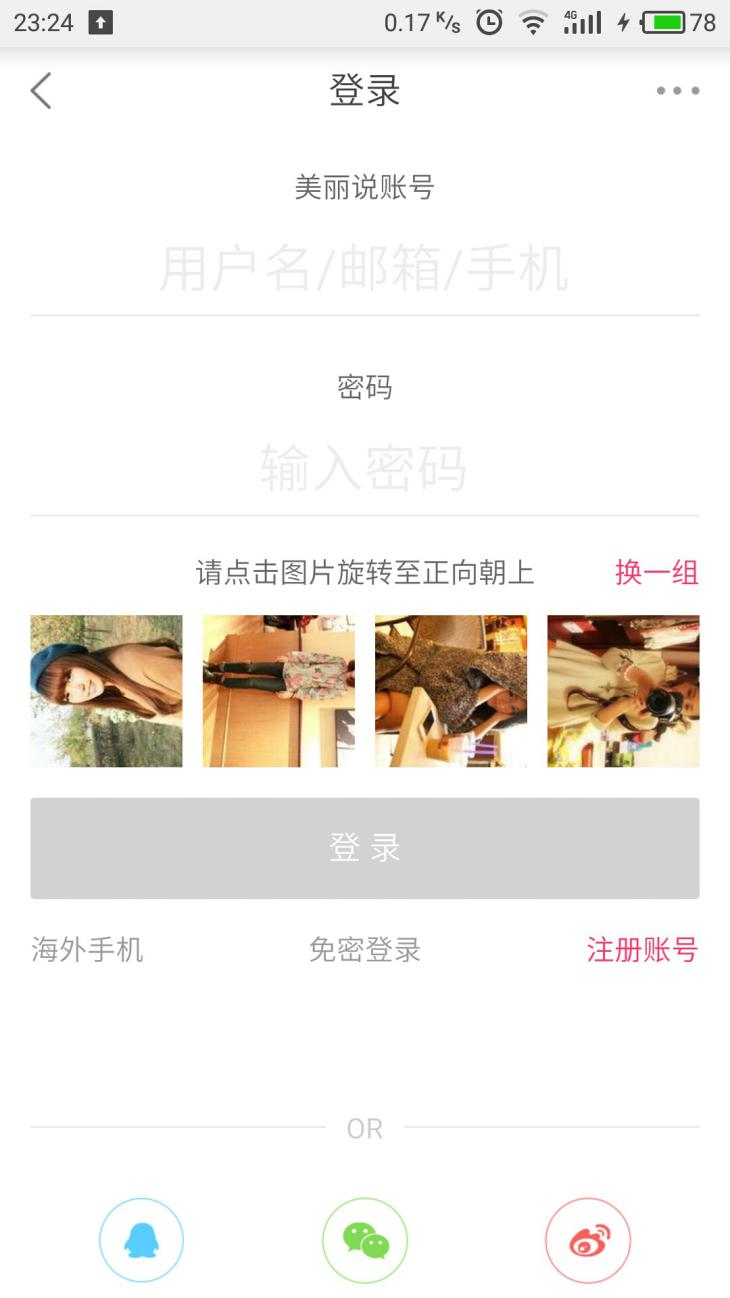 23:24 0.17 K/s 4G 78
登录
美丽说账号
用户名/邮箱/手机
密码
输入密码
请点击图片旋转至正向朝上 换一组
登 录
海外手机 免密登录 注册账号
OR